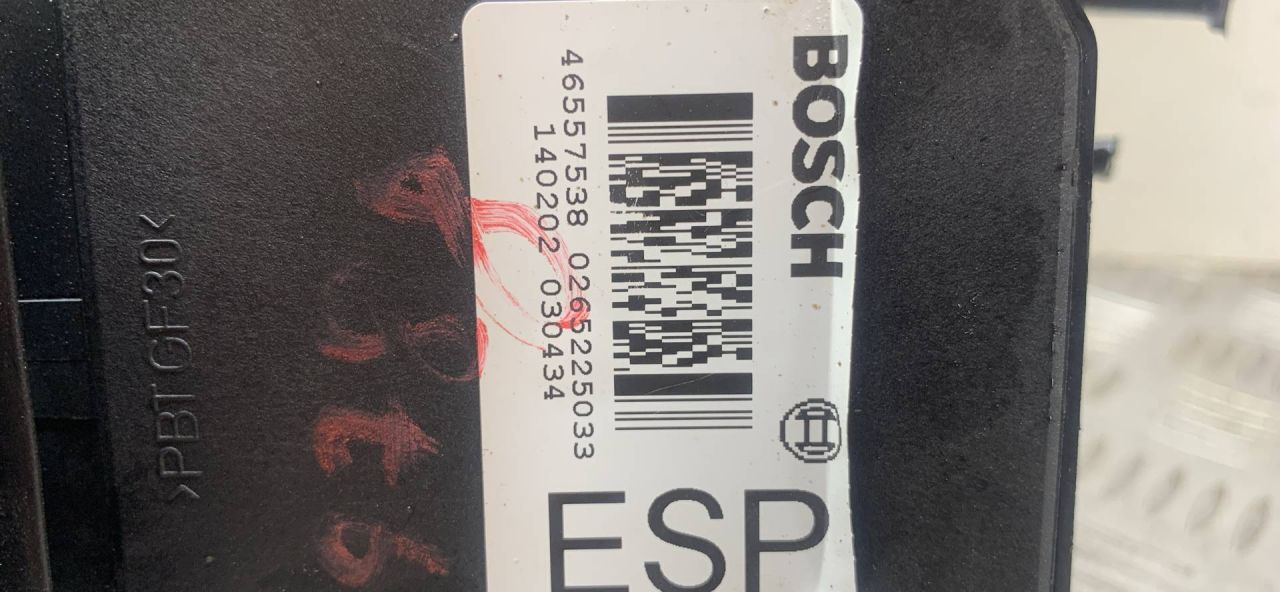 BOSCH
46557538 0265225033
140202 030434
ESP
>PBT GF30<